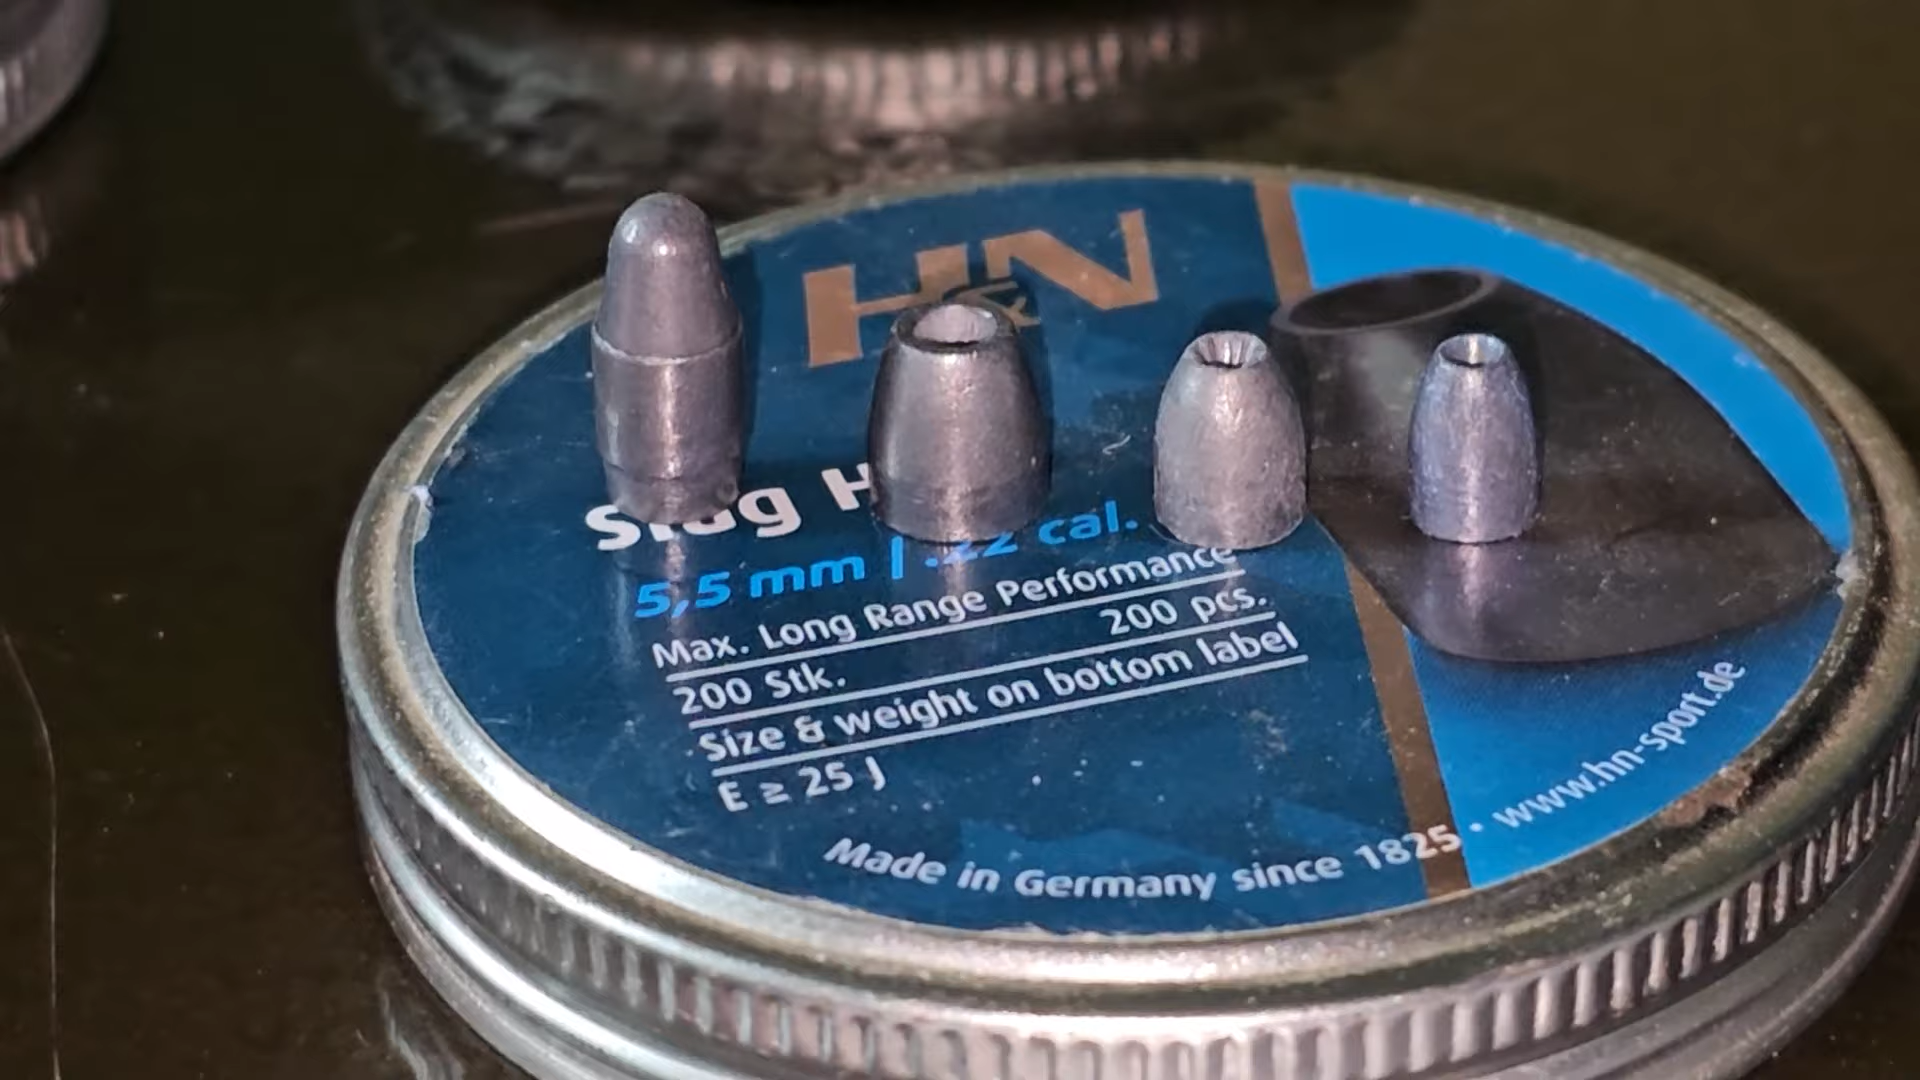 H&N
Slug H
5,5 mm | .22 cal.
Max. Long Range Performance
200 Stk. 200 pcs.
Size & weight on bottom label
E ≥ 25 J
Made in Germany since 1825 · www.hn-sport.de